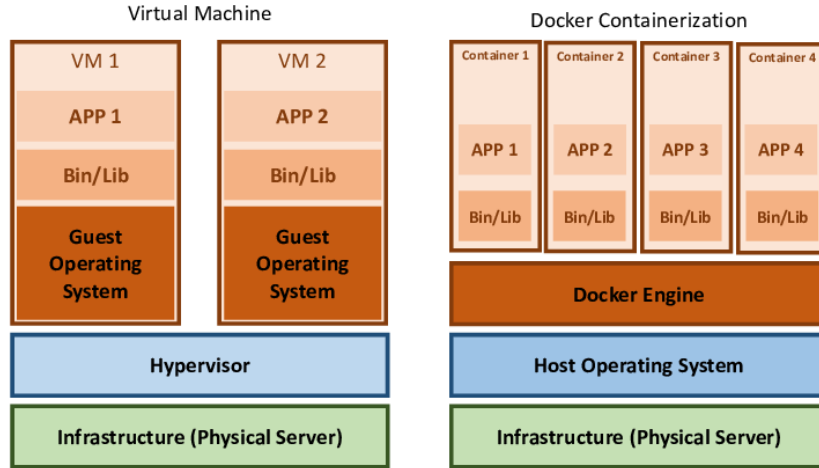 Virtual Machine
VM 1
APP 1
Bin/Lib
Guest
Operating
System
VM 2
APP 2
Bin/Lib
Guest
Operating
System
Hypervisor
Infrastructure (Physical Server)
Docker Containerization
Container 1
APP 1
Bin/Lib
Container 2
APP 2
Bin/Lib
Container 3
APP 3
Bin/Lib
Container 4
APP 4
Bin/Lib
Docker Engine
Host Operating System
Infrastructure (Physical Server)